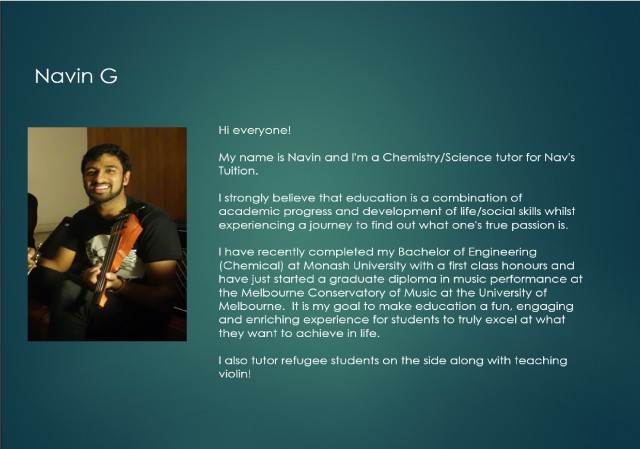 Navin G
Hi everyone!
My name is Navin and I'm a Chemistry/Science tutor for Nav's
Tuition.
I strongly believe that education is a combination of
academic progress and development of life/social skills whilst
experiencing a journey to find out what one's true passion is.
I have recently completed my Bachelor of Engineering
(Chemical) at Monash University with a first class honours and
have just started a graduate diploma in music performance at
the Melbourne Conservatory of Music at the University of
Melbourne.  It is my goal to make education a fun, engaging
and enriching experience for students to truly excel at what
they want to achieve in life.
I also tutor refugee students on the side along with teaching
violin!